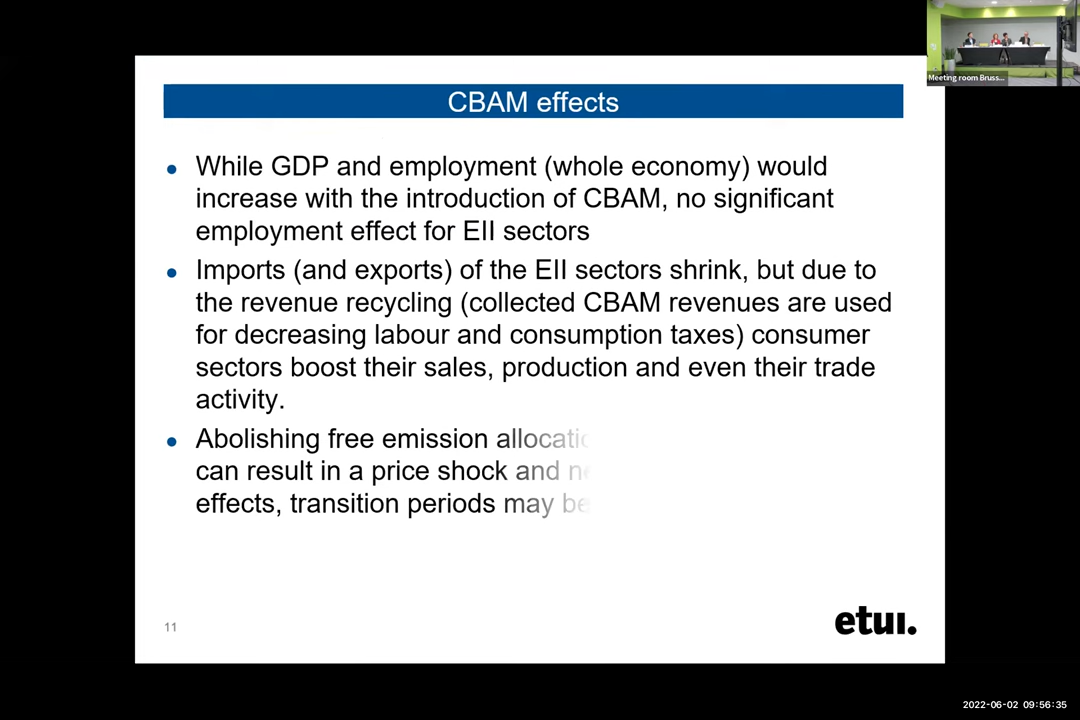 Meeting room Bruss...
CBAM effects
• While GDP and employment (whole economy) would
increase with the introduction of CBAM, no significant
employment effect for EII sectors
• Imports (and exports) of the EII sectors shrink, but due to
the revenue recycling (collected CBAM revenues are used
for decreasing labour and consumption taxes) consumer
sectors boost their sales, production and even their trade
activity.
• Abolishing free emission
can result in a price shock and
effects, transition periods may
11
etui.
2022-06-02 09:56:35